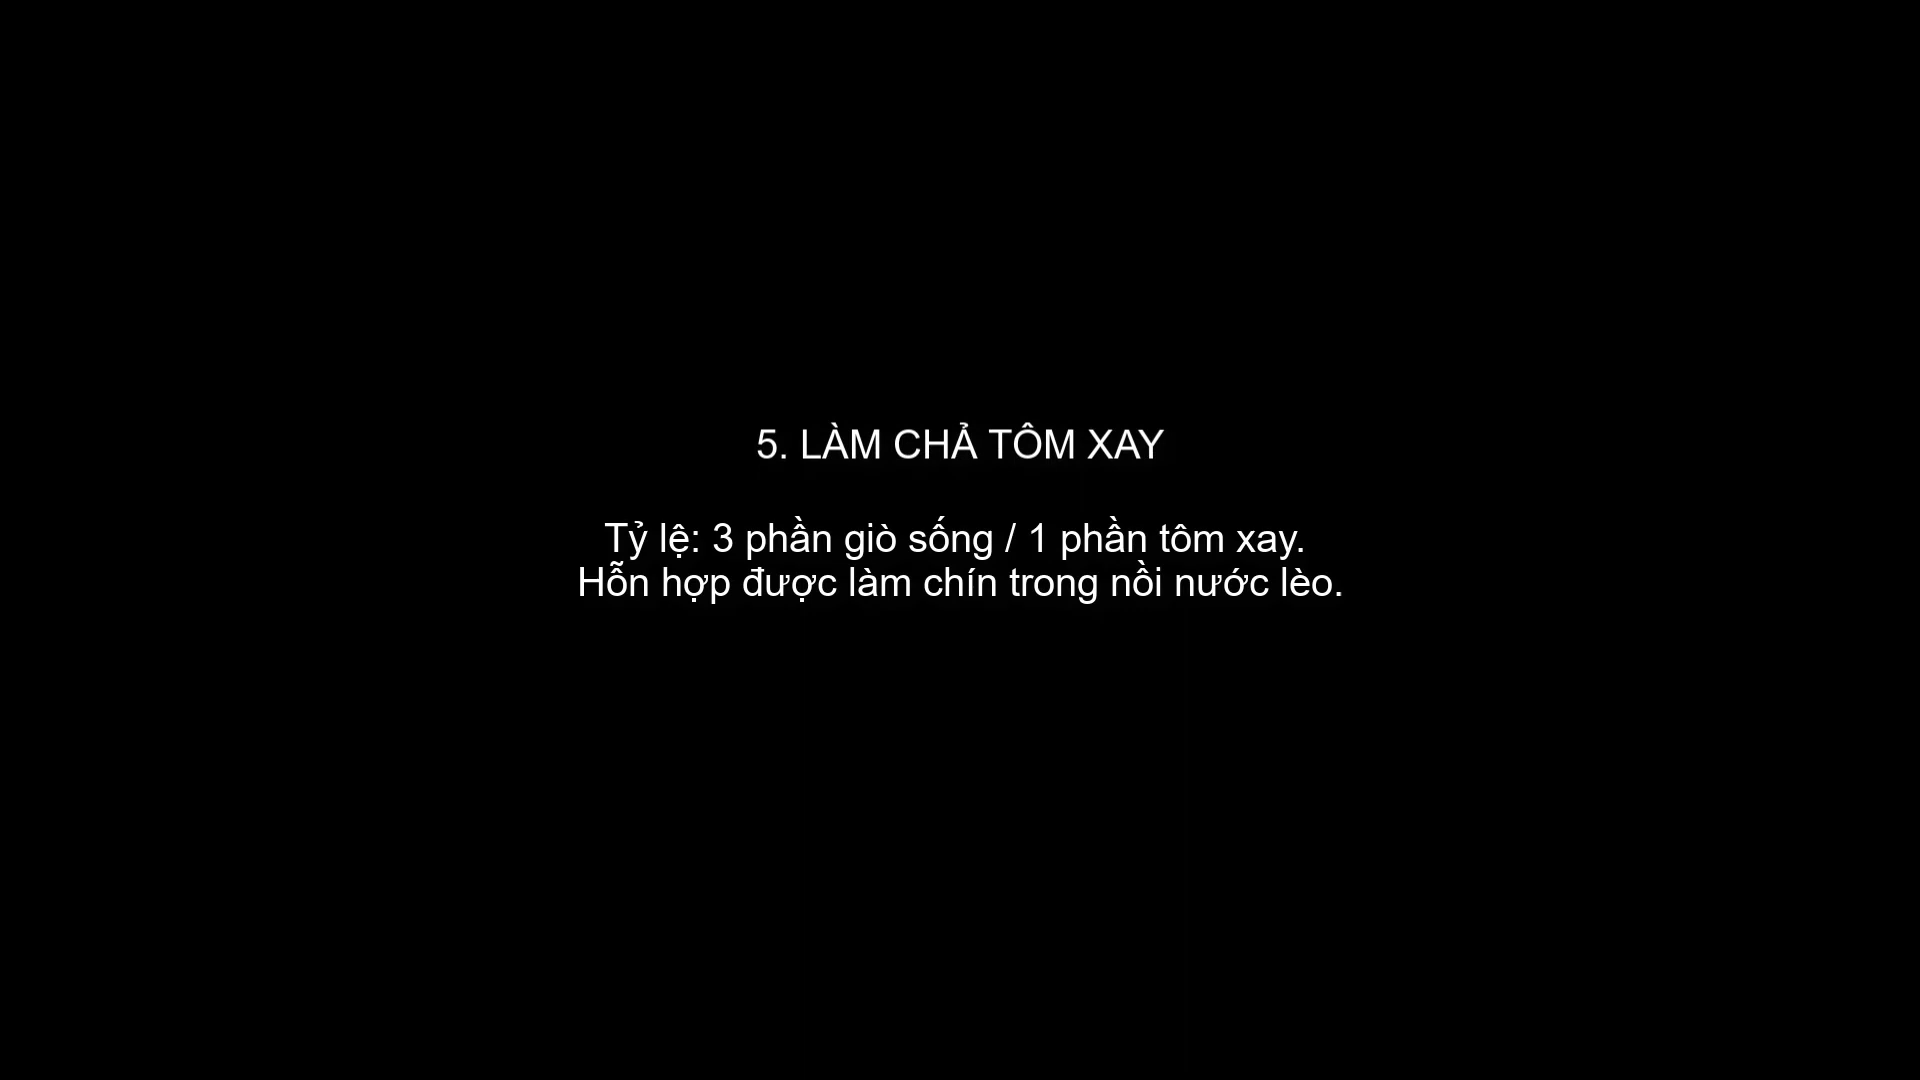 5. LÀM CHẢ TÔM XAY
Tỷ lệ: 3 phần giò sống / 1 phần tôm xay.
Hỗn hợp được làm chín trong nồi nước lèo.